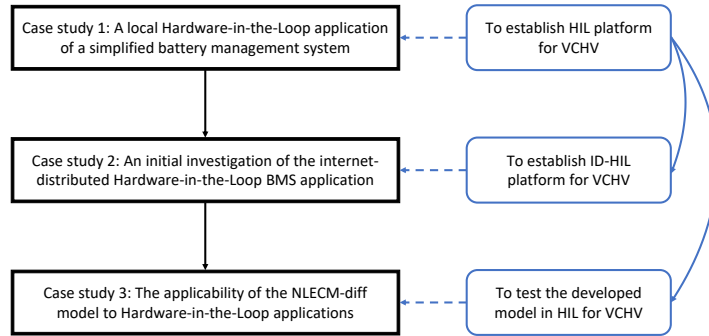 Case study 1: A local Hardware-in-the-Loop application
of a simplified battery management system
To establish HIL platform
for VCHV
Case study 2: An initial investigation of the internet-
distributed Hardware-in-the-Loop BMS application
To establish ID-HIL
platform for VCHV
Case study 3: The applicability of the NLECM-diff
model to Hardware-in-the-Loop applications
To test the developed
model in HIL for VCHV